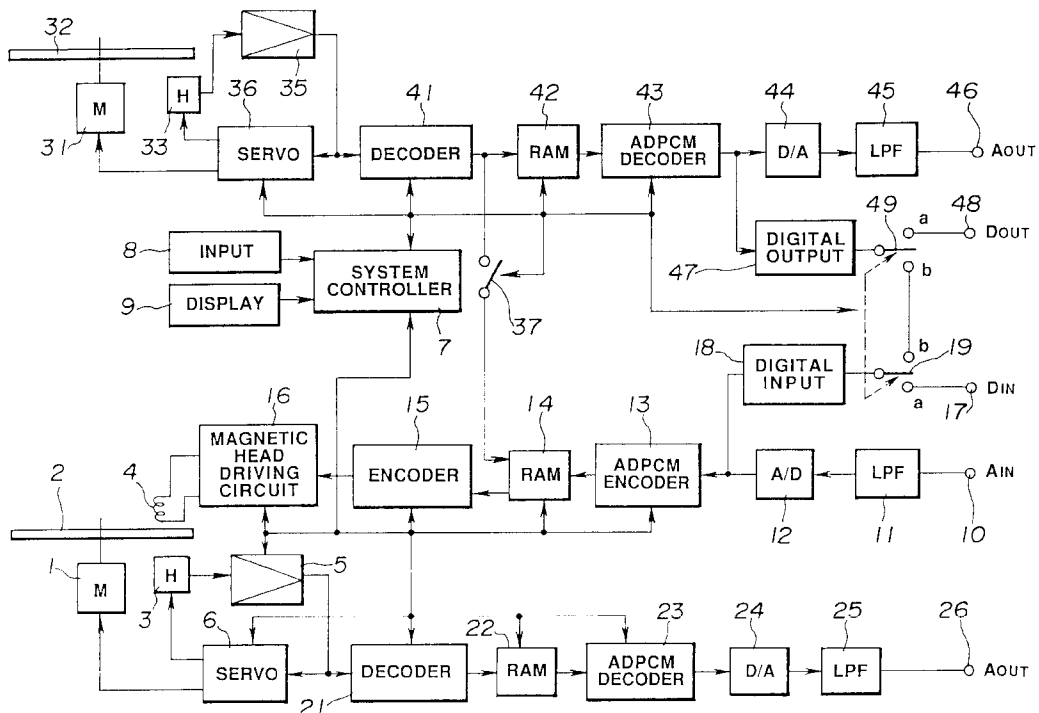 32
35
M
31
H
33
36
SERVO
41
DECODER
42
RAM
43
ADPCM
DECODER
44
D/A
45
LPF
46
AOUT
8
INPUT
9
DISPLAY
SYSTEM
CONTROLLER
7
37
DIGITAL
OUTPUT
47
49
a
48
DOUT
b
b
18
DIGITAL
INPUT
19
a
17
DIN
16
MAGNETIC
HEAD
DRIVING
CIRCUIT
15
ENCODER
14
RAM
13
ADPCM
ENCODER
A/D
12
LPF
11
AIN
10
2
4
1
M
H
3
5
6
SERVO
DECODER
21
22
RAM
23
ADPCM
DECODER
24
D/A
25
LPF
26
AOUT